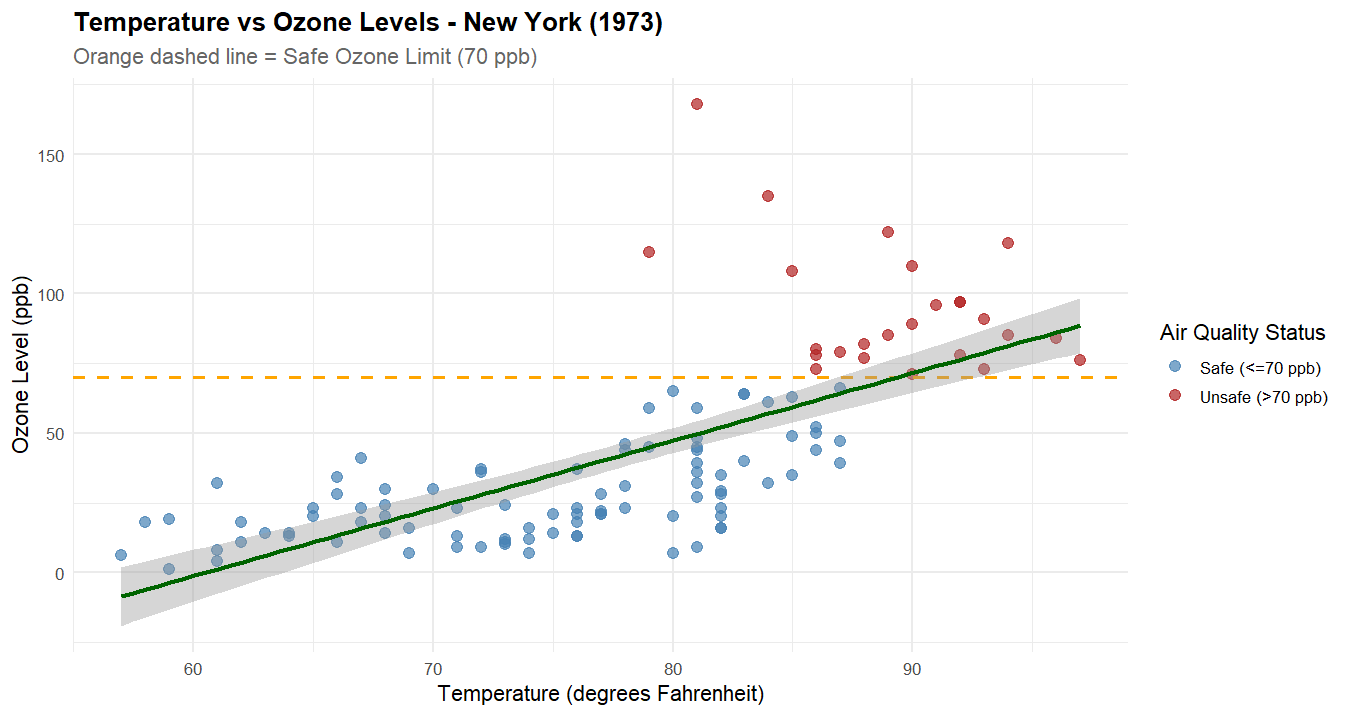 Temperature vs Ozone Levels - New York (1973)
Orange dashed line = Safe Ozone Limit (70 ppb)
Ozone Level (ppb)
150
100
50
0
60
70
80
90
Temperature (degrees Fahrenheit)
Air Quality Status
Safe (<=70 ppb)
Unsafe (>70 ppb)